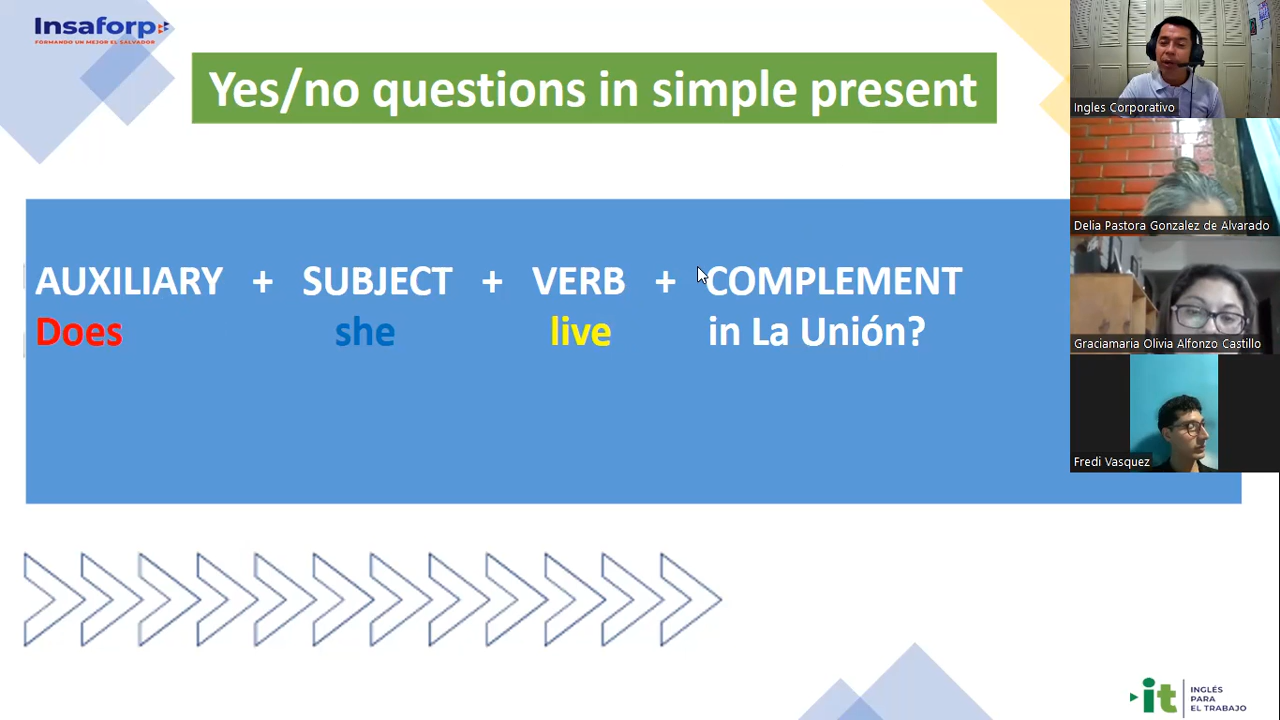 Insaforp
FORMANDO UN MEJOR EL SALVADOR
Yes/no questions in simple present
AUXILIARY + SUBJECT + VERB + COMPLEMENT
Does she live in La Unión?
Ingles Corporativo
Delia Pastora Gonzalez de Alvarado
Graciamaria Olivia Alfonzo Castillo
Fredi Vasquez
it
INGLÉS
PARA
EL TRABAJO